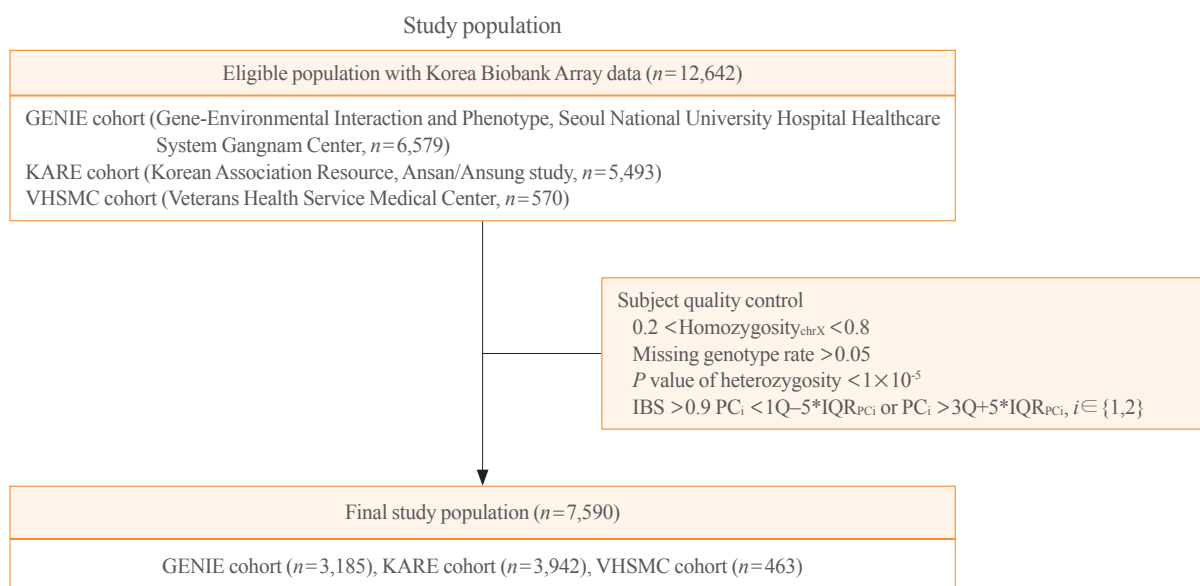 Study population
Eligible population with Korea Biobank Array data (n=12,642)
GENIE cohort (Gene-Environmental Interaction and Phenotype, Seoul National University Hospital Healthcare
System Gangnam Center, n=6,579)
KARE cohort (Korean Association Resource, Ansan/Ansung study, n=5,493)
VHSMC cohort (Veterans Health Service Medical Center, n=570)
Subject quality control
0.2 <Homozygosity_chrX <0.8
Missing genotype rate >0.05
P value of heterozygosity <1×10⁻⁵
IBS >0.9 PCᵢ <1Q–5*IQR_PCi or PCᵢ >3Q+5*IQR_PCi, i∈{1,2}
Final study population (n=7,590)
GENIE cohort (n=3,185), KARE cohort (n=3,942), VHSMC cohort (n=463)